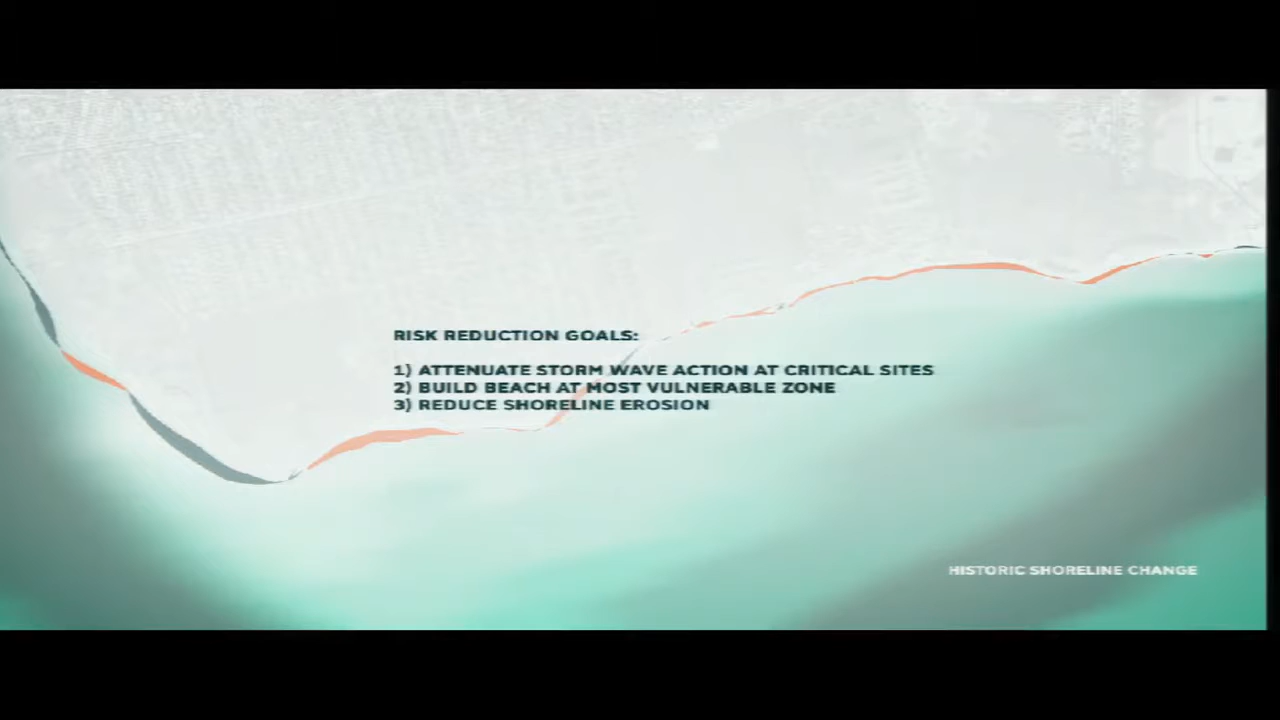 RISK REDUCTION GOALS:
1) ATTENUATE STORM WAVE ACTION AT CRITICAL SITES
2) BUILD BEACH AT MOST VULNERABLE ZONE
3) REDUCE SHORELINE EROSION
HISTORIC SHORELINE CHANGE